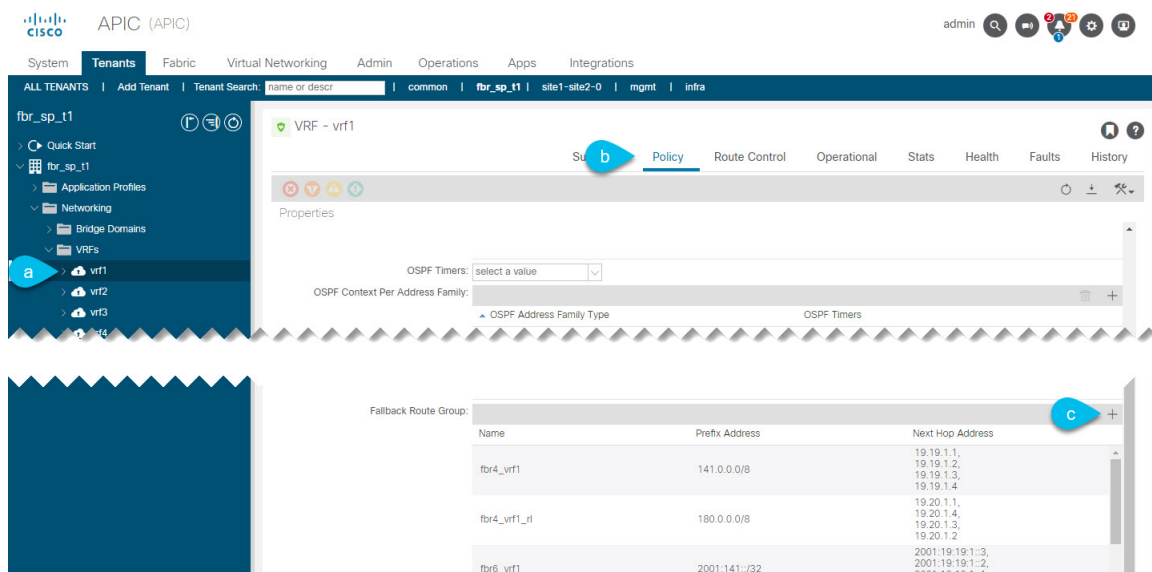 CISCO
APIC (APIC)
admin
2
21
1
System Tenants Fabric Virtual Networking Admin Operations Apps Integrations
ALL TENANTS | Add Tenant | Tenant Search: name or descr | common | fbr_sp_t1 | site1-site2-0 | mgmt | infra
fbr_sp_t1
Quick Start
fbr_sp_t1
Application Profiles
Networking
Bridge Domains
VRFs
a
vrf1
vrf2
vrf3
VRF - vrf1
b
Policy Route Control Operational Stats Health Faults History
Properties
OSPF Timers: select a value
OSPF Context Per Address Family:
OSPF Address Family Type OSPF Timers
Fallback Route Group:
c
Name Prefix Address Next Hop Address
fbr4_vrf1 141.0.0.0/8 19.19.1.1,
19.19.1.2,
19.19.1.3,
19.19.1.4
fbr4_vrf1_rl 180.0.0.0/8 19.20.1.1,
19.20.1.4,
19.20.1.3,
19.20.1.2
fbr6_vrf1 2001:141::/32 2001:19:19:1::3,
2001:19:19:1::2,